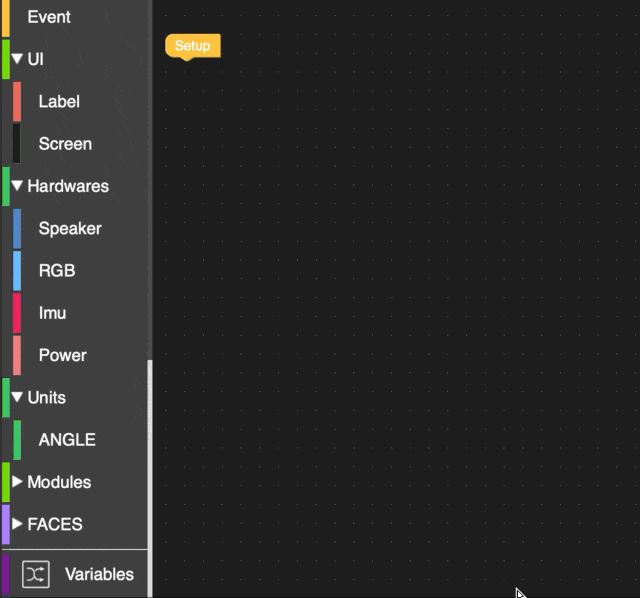 Event
Setup
UI
Label
Screen
Hardwares
Speaker
RGB
Imu
Power
Units
ANGLE
Modules
FACES
Variables